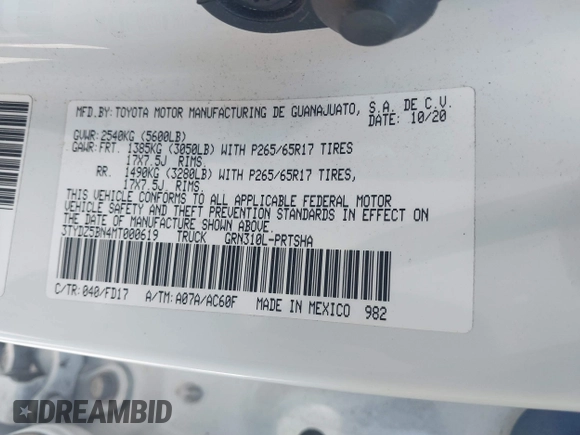 MFD.BY:TOYOTA MOTOR MANUFACTURING DE GUANAJUATO, S.A. DE C.V.
DATE: 10/20
GVWR:2540KG (5600LB)
GAWR:FRT. 1385KG (3050LB) WITH P265/65R17 TIRES
17X7.5J RIMS,
RR. 1490KG (3280LB) WITH P265/65R17 TIRES,
17X7.5J RIMS,
THIS VEHICLE CONFORMS TO ALL APPLICABLE FEDERAL MOTOR
VEHICLE SAFETY AND THEFT PREVENTION STANDARDS IN EFFECT ON
THE DATE OF MANUFACTURE SHOWN ABOVE.
3TYDZ5BN4MT000619 TRUCK GRN310L-PRTSHA
C/TR:040/FD17 A/TM:A07A/AC60F MADE IN MEXICO 982
DREAMBID